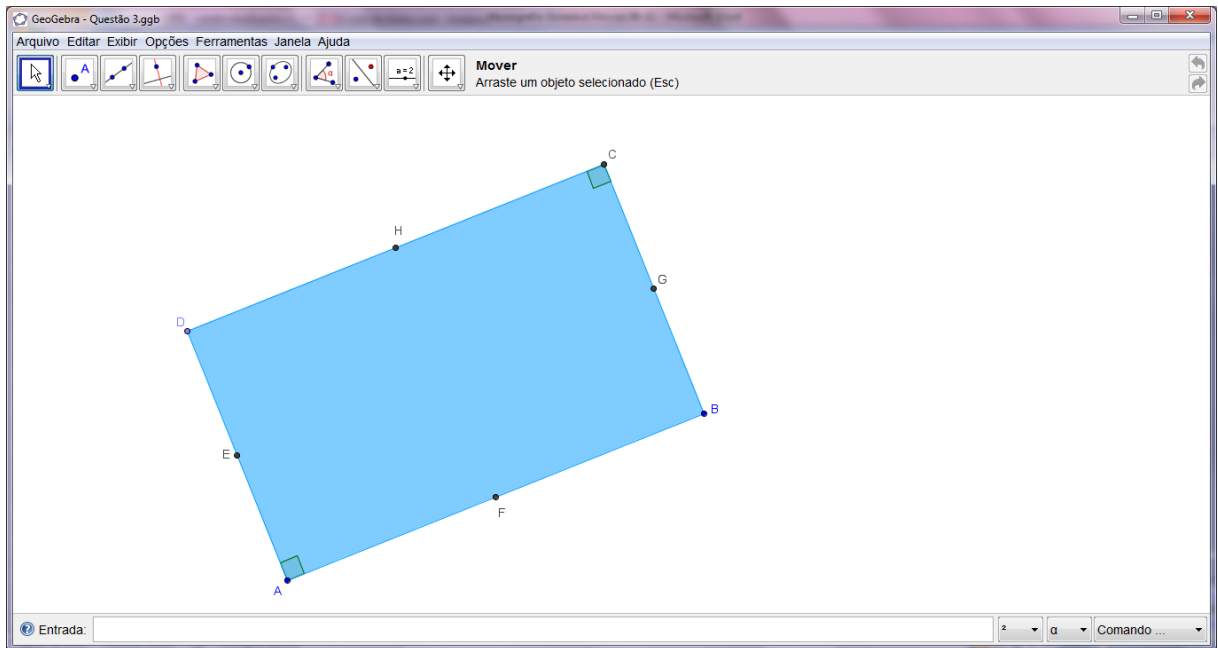 GeoGebra - Questão 3.ggb
Arquivo Editar Exibir Opções Ferramentas Janela Ajuda
A
α
a=2
Mover
Arraste um objeto selecionado (Esc)
C
H
G
D
B
E
F
A
Entrada:
²
α
Comando ...